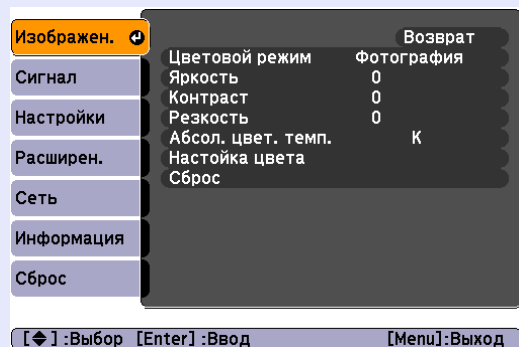 Изображен.
Сигнал
Настройки
Расширен.
Сеть
Информация
Сброс
Возврат
Цветовой режим Фотография
Яркость 0
Контраст 0
Резкость 0
Абсол. цвет. темп. К
Настойка цвета
Сброс
[◆] :Выбор [Enter] :Ввод [Menu]:Выход